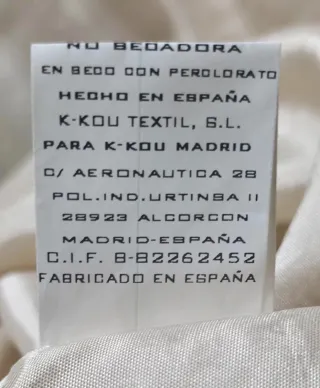 NO SECADORA
EN SECO CON PERCLORATO
HECHO EN ESPAÑA
K-KOU TEXTIL, S.L.
PARA K-KOU MADRID
C/ AERONAUTICA 28
POL.IND.URTINSA II
28923 ALCORCON
MADRID-ESPAÑA
C.I.F. B-82262452
FABRICADO EN ESPAÑA